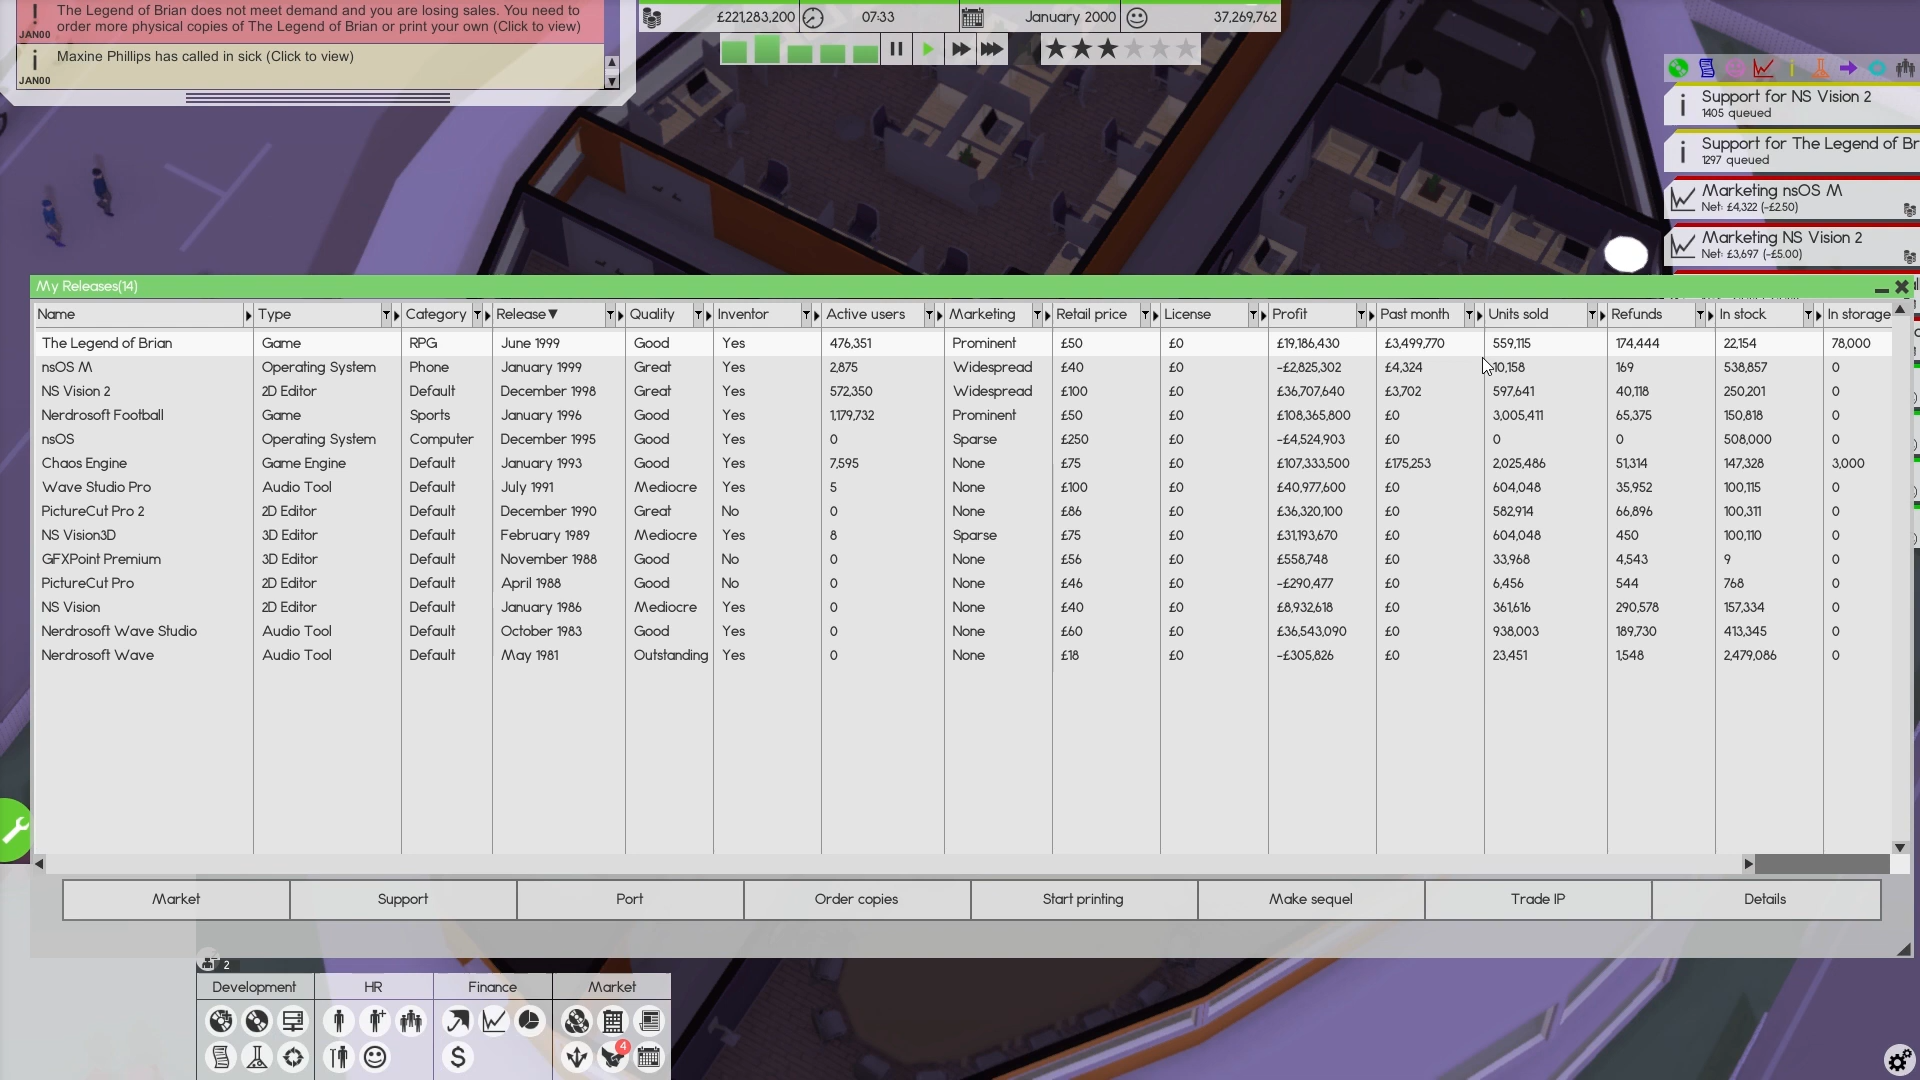 The Legend of Brian does not meet demand and you are losing sales. You need to
order more physical copies of The Legend of Brian or print your own (Click to view)
JAN00
Maxine Phillips has called in sick (Click to view)
JAN00
£221,283,200 07:33 January 2000 37,269,762
Support for NS Vision 2
1405 queued
Support for The Legend of Br
1297 queued
Marketing nsOS M
Net: £4,322 (-£2.50)
Marketing NS Vision 2
Net: £3,697 (-£5.00)
My Releases(14)
Name Type Category Release▼ Quality Inventor Active users Marketing Retail price License Profit Past month Units sold Refunds In stock In storage
The Legend of Brian Game RPG June 1999 Good Yes 476,351 Prominent £50 £0 £19,186,430 £3,499,770 559,115 174,444 22,154 78,000
nsOS M Operating System Phone January 1999 Great Yes 2,875 Widespread £40 £0 -£2,825,302 £4,324 10,158 169 538,857 0
NS Vision 2 2D Editor Default December 1998 Great Yes 572,350 Widespread £100 £0 £36,707,640 £3,702 597,641 40,118 250,201 0
Nerdrosoft Football Game Sports January 1996 Good Yes 1,179,732 Prominent £50 £0 £108,365,800 £0 3,005,411 65,375 150,818 0
nsOS Operating System Computer December 1995 Good Yes 0 Sparse £250 £0 -£4,524,903 £0 0 0 508,000 0
Chaos Engine Game Engine Default January 1993 Good Yes 7,595 None £75 £0 £107,333,500 £175,253 2,025,486 51,314 147,328 3,000
Wave Studio Pro Audio Tool Default July 1991 Mediocre Yes 5 None £100 £0 £40,977,600 £0 604,048 35,952 100,115 0
PictureCut Pro 2 2D Editor Default December 1990 Great No 0 None £86 £0 £36,320,100 £0 582,914 66,896 100,311 0
NS Vision3D 3D Editor Default February 1989 Mediocre Yes 8 Sparse £75 £0 £31,193,670 £0 604,048 450 100,110 0
GFXPoint Premium 3D Editor Default November 1988 Good No 0 None £56 £0 £558,748 £0 33,968 4,543 9 0
PictureCut Pro 2D Editor Default April 1988 Good No 0 None £46 £0 -£290,477 £0 6,456 544 768 0
NS Vision 2D Editor Default January 1986 Mediocre Yes 0 None £40 £0 £8,932,618 £0 361,616 290,578 157,334 0
Nerdrosoft Wave Studio Audio Tool Default October 1983 Good Yes 0 None £60 £0 £36,543,090 £0 938,003 189,730 413,345 0
Nerdrosoft Wave Audio Tool Default May 1981 Outstanding Yes 0 None £18 £0 -£305,826 £0 23,451 1,548 2,479,086 0
Market Support Port Order copies Start printing Make sequel Trade IP Details
2
Development HR Finance Market
4